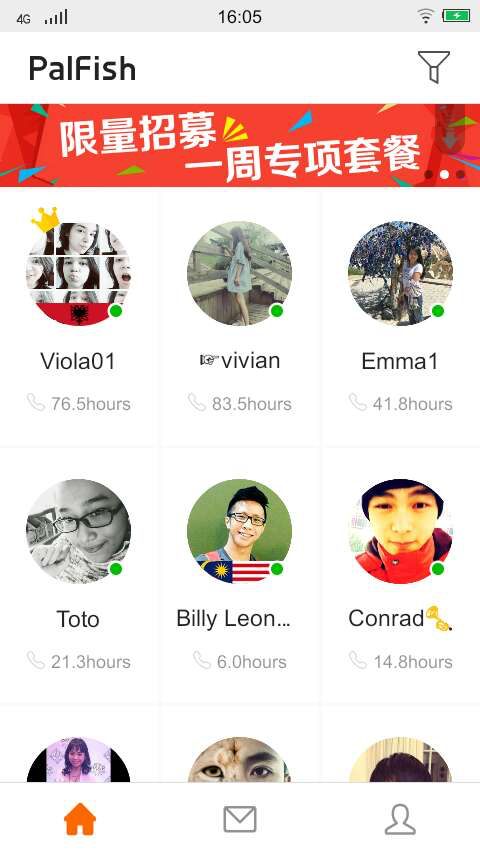 4G 16:05
PalFish
限量招募
一周专项套餐
Viola01 ☞vivian Emma1
76.5hours 83.5hours 41.8hours
Toto Billy Leon... Conrad
21.3hours 6.0hours 14.8hours